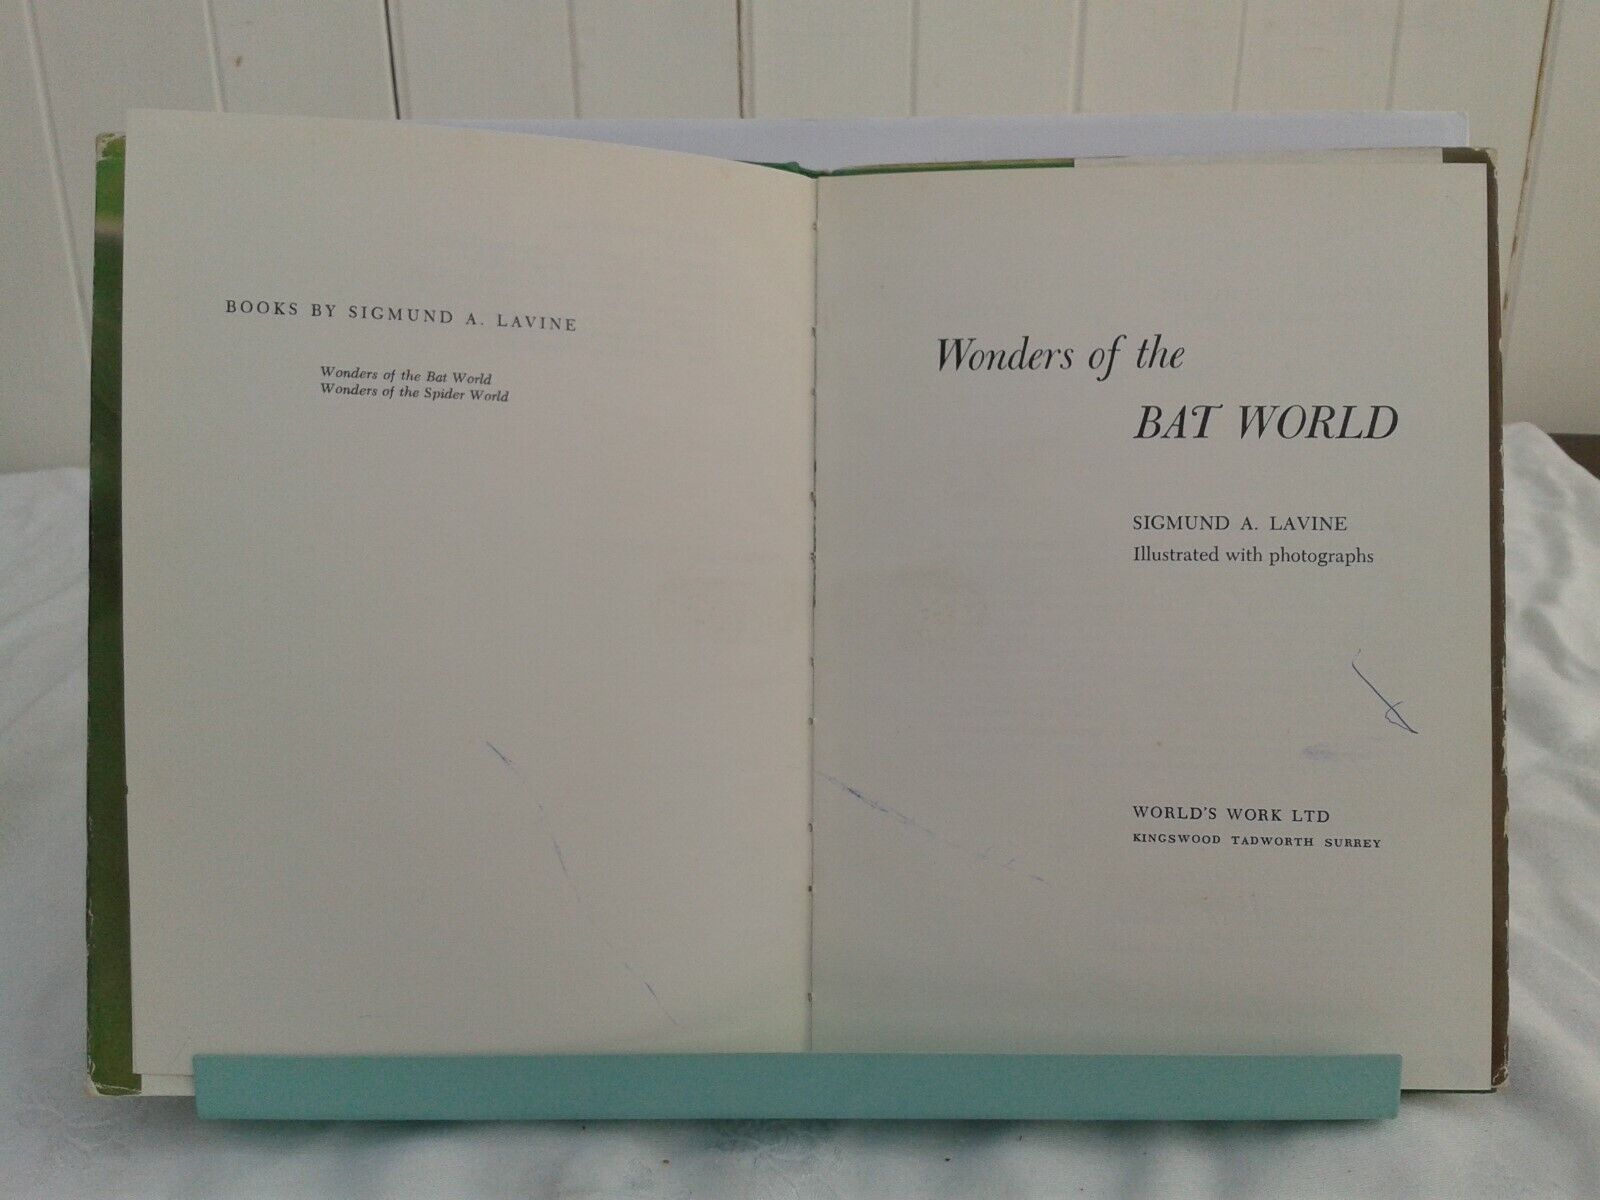 BOOKS BY SIGMUND A. LAVINE
Wonders of the Bat World
Wonders of the Spider World
Wonders of the
BAT WORLD
SIGMUND A. LAVINE
Illustrated with photographs
WORLD'S WORK LTD
KINGSWOOD TADWORTH SURREY